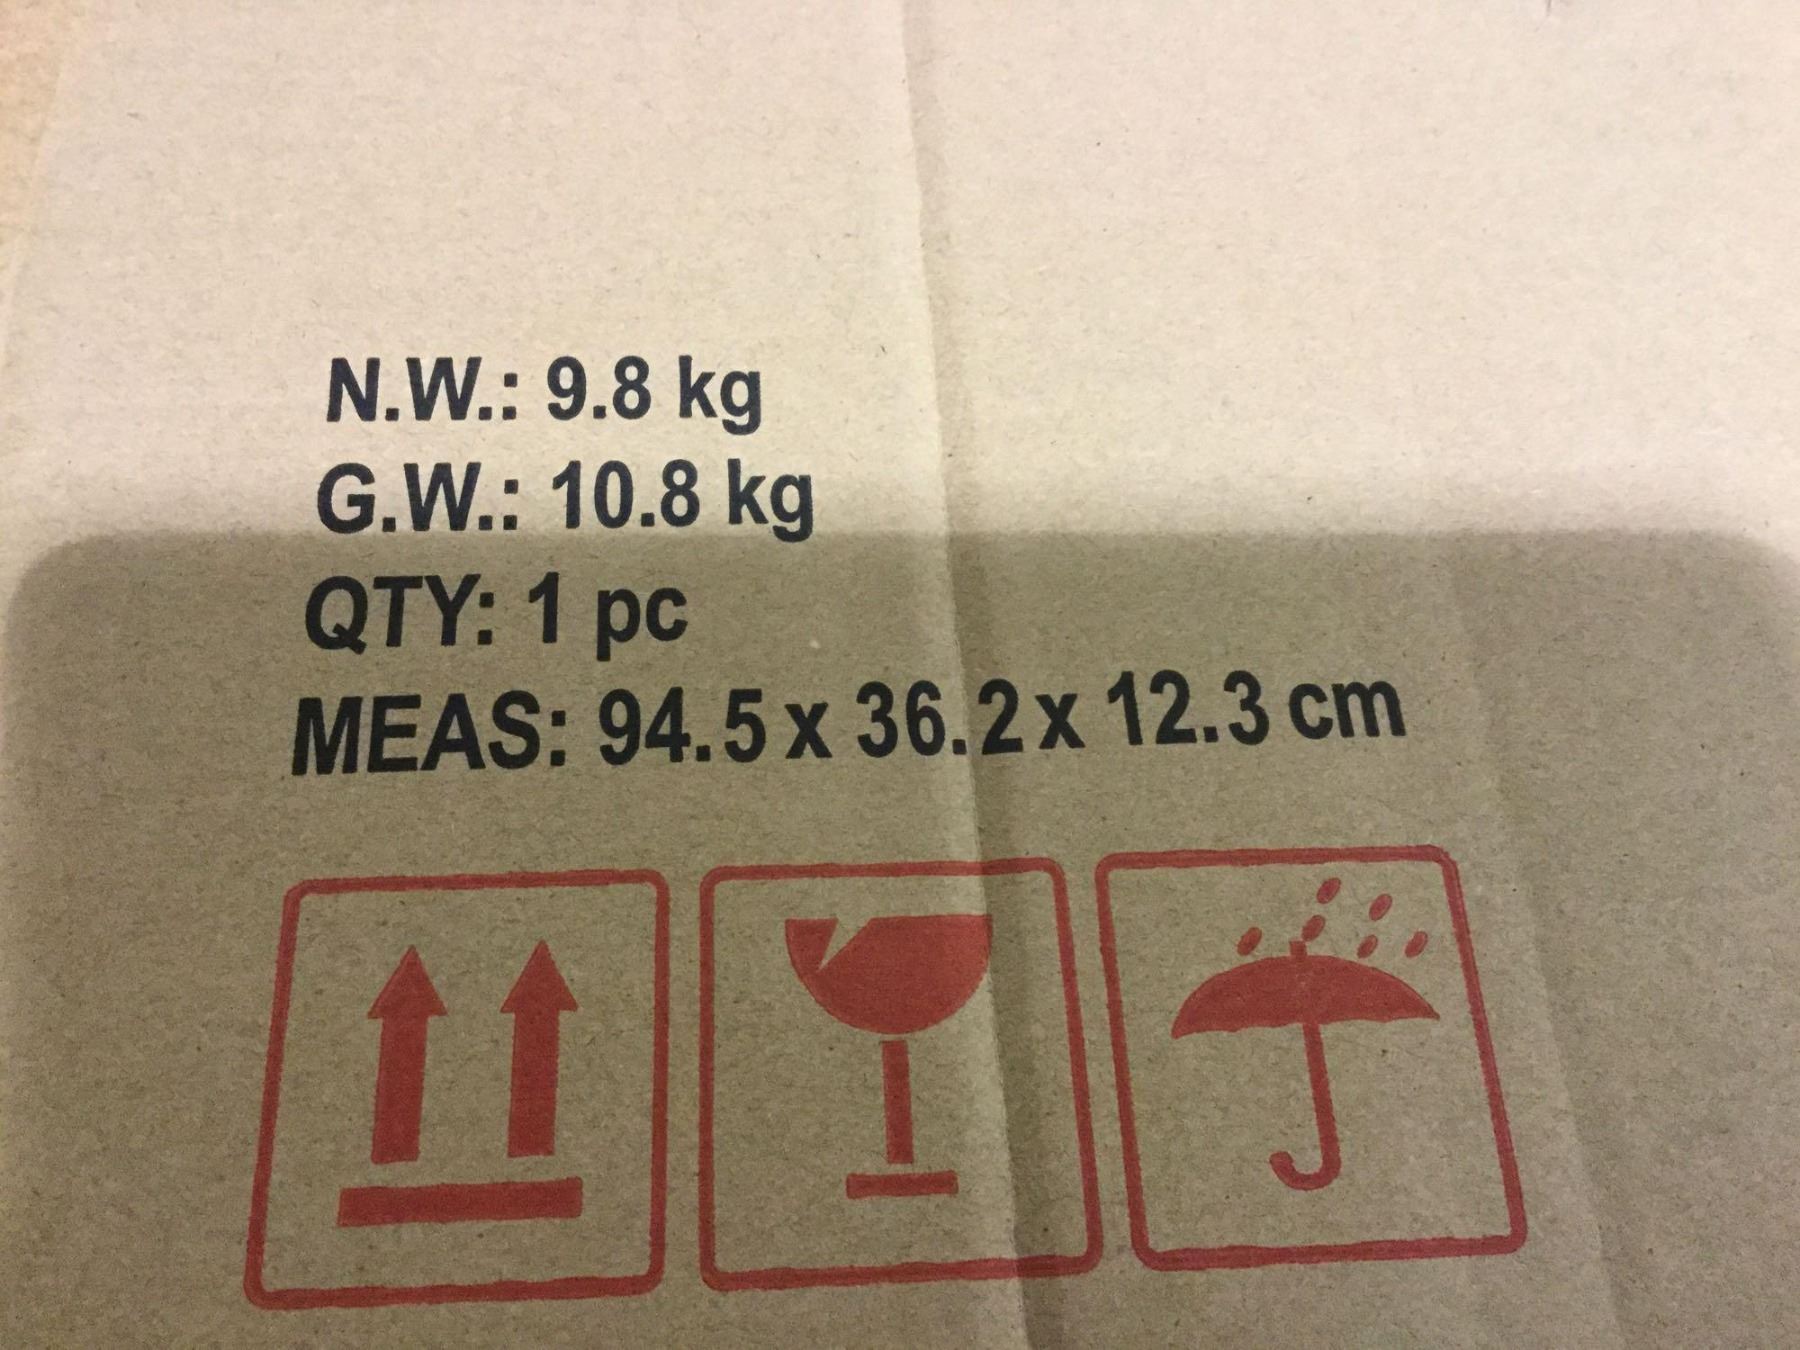 N.W.: 9.8 kg
G.W.: 10.8 kg
QTY: 1 pc
MEAS: 94.5 x 36.2 x 12.3 cm